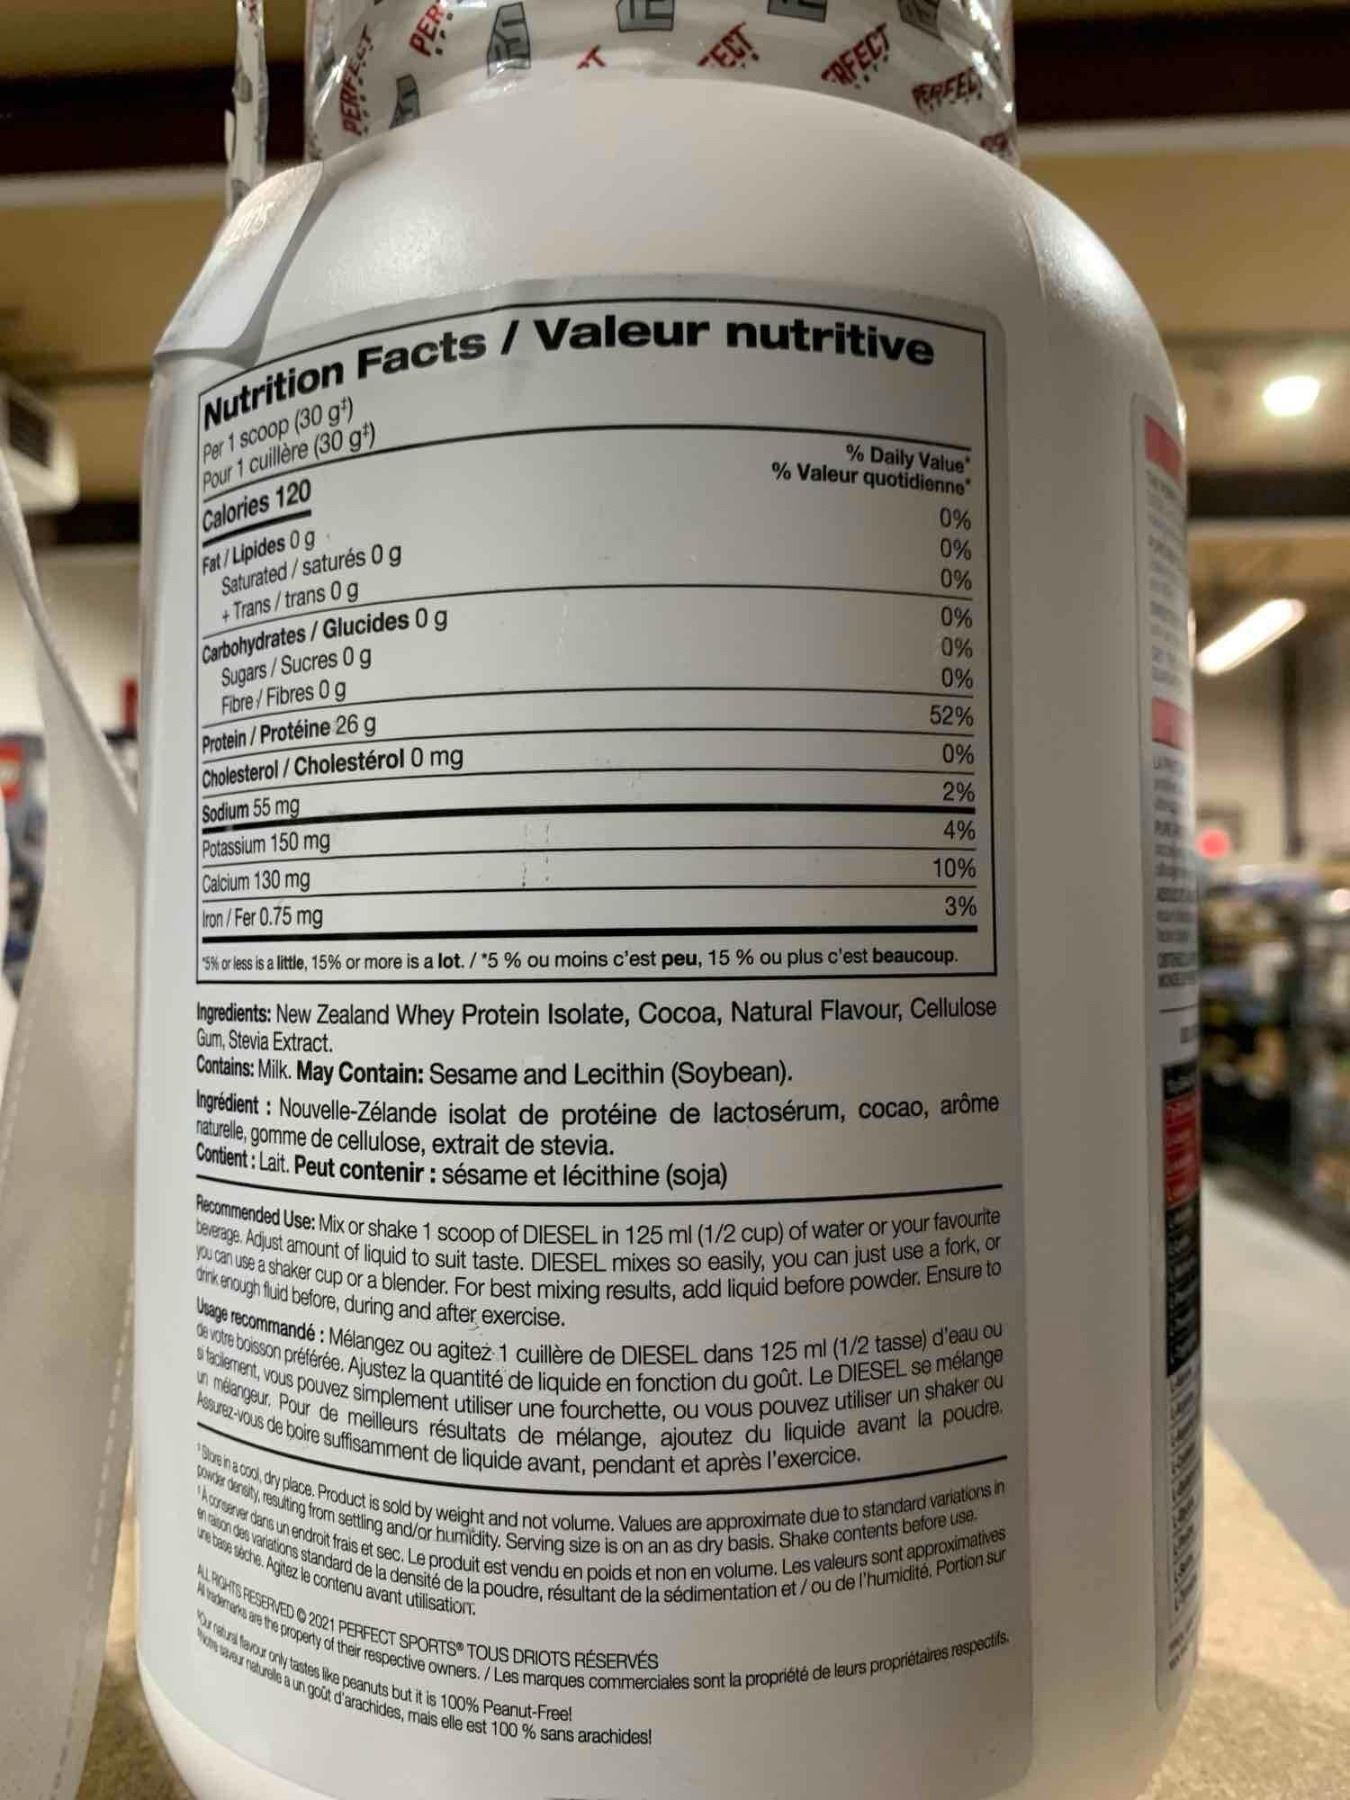 PERFECT
PER
ECT
RFECT
PERFEC
Nutrition Facts / Valeur nutritive
Per 1 scoop (30 g‡)
Pour 1 cuillère (30 g‡)
% Daily Value*
% Valeur quotidienne*
Calories 120
Fat / Lipides 0 g 0%
Saturated / saturés 0 g 0%
+ Trans / trans 0 g 0%
Carbohydrates / Glucides 0 g 0%
Sugars / Sucres 0 g 0%
Fibre / Fibres 0 g 0%
Protein / Protéine 26 g 52%
Cholesterol / Cholestérol 0 mg 0%
Sodium 55 mg 2%
Potassium 150 mg 4%
Calcium 130 mg 10%
Iron / Fer 0.75 mg 3%
*5% or less is a little, 15% or more is a lot. / *5 % ou moins c'est peu, 15 % ou plus c'est beaucoup.
Ingredients: New Zealand Whey Protein Isolate, Cocoa, Natural Flavour, Cellulose
Gum, Stevia Extract.
Contains: Milk. May Contain: Sesame and Lecithin (Soybean).
Ingrédient : Nouvelle-Zélande isolat de protéine de lactosérum, cocao, arôme
naturelle, gomme de cellulose, extrait de stevia.
Contient : Lait. Peut contenir : sésame et lécithine (soja)
Recommended Use: Mix or shake 1 scoop of DIESEL in 125 ml (1/2 cup) of water or your favourite
beverage. Adjust amount of liquid to suit taste. DIESEL mixes so easily, you can just use a fork, or
you can use a shaker cup or a blender. For best mixing results, add liquid before powder. Ensure to
drink enough fluid before, during and after exercise.
Usage recommandé : Mélangez ou agitez 1 cuillère de DIESEL dans 125 ml (1/2 tasse) d'eau ou
de votre boisson préférée. Ajustez la quantité de liquide en fonction du goût. Le DIESEL se mélange
si facilement, vous pouvez simplement utiliser une fourchette, ou vous pouvez utiliser un shaker ou
un mélangeur. Pour de meilleurs résultats de mélange, ajoutez du liquide avant la poudre.
Assurez-vous de boire suffisamment de liquide avant, pendant et après l'exercice.
‡Store in a cool, dry place. Product is sold by weight and not volume. Values are approximate due to standard variations in
powder density, resulting from settling and/or humidity. Serving size is on an as dry basis. Shake contents before use.
‡A conserver dans un endroit frais et sec. Le produit est vendu en poids et non en volume. Les valeurs sont approximatives
en raison des variations standard de la densité de la poudre, résultant de la sédimentation et / ou de l'humidité. Portion sur
une base sèche. Agitez le contenu avant utilisation.
ALL RIGHTS RESERVED © 2021 PERFECT SPORTS® TOUS DRIOTS RÉSERVÉS
All trademarks are the property of their respective owners. / Les marques commerciales sont la propriété de leurs propriétaires respectifs.
Our natural flavour only tastes like peanuts but it is 100% Peanut-Free!
Notre saveur naturelle a un goût d'arachides, mais elle est 100 % sans arachides!